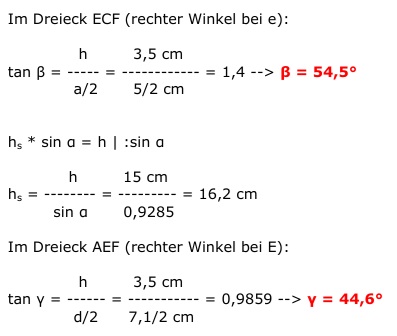 Im Dreieck ECF (rechter Winkel bei e):
h 3,5 cm
tan β = ----- = ------------ = 1,4 --> β = 54,5°
a/2 5/2 cm
hs * sin α = h | :sin α
h 15 cm
hs = -------- = --------- = 16,2 cm
sin α 0,9285
Im Dreieck AEF (rechter Winkel bei E):
h 3,5 cm
tan γ = ------ = ----------- = 0,9859 --> γ = 44,6°
d/2 7,1/2 cm